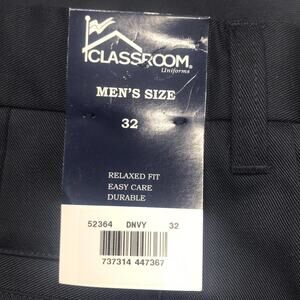 CLASSROOM
Uniforms
MEN'S SIZE
32
RELAXED FIT
EASY CARE
DURABLE
52364 DNVY 32
737314 447367